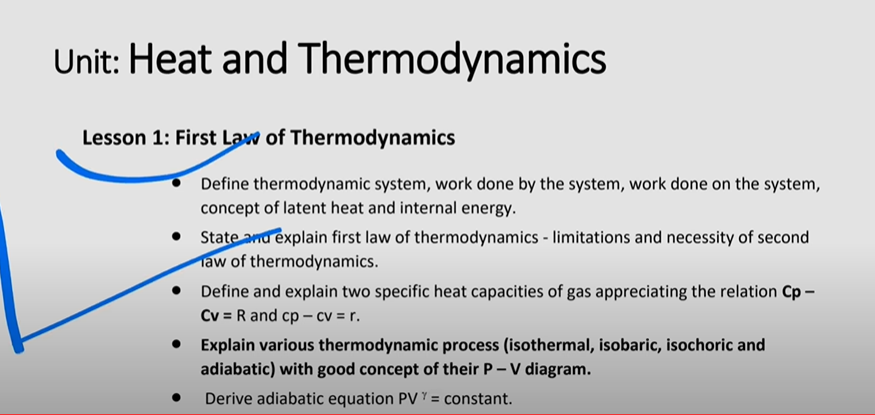 Unit: Heat and Thermodynamics
Lesson 1: First Law of Thermodynamics
• Define thermodynamic system, work done by the system, work done on the system,
concept of latent heat and internal energy.
• State and explain first law of thermodynamics - limitations and necessity of second
law of thermodynamics.
• Define and explain two specific heat capacities of gas appreciating the relation Cp –
Cv = R and cp – cv = r.
• Explain various thermodynamic process (isothermal, isobaric, isochoric and
adiabatic) with good concept of their P – V diagram.
• Derive adiabatic equation PV ᵞ = constant.